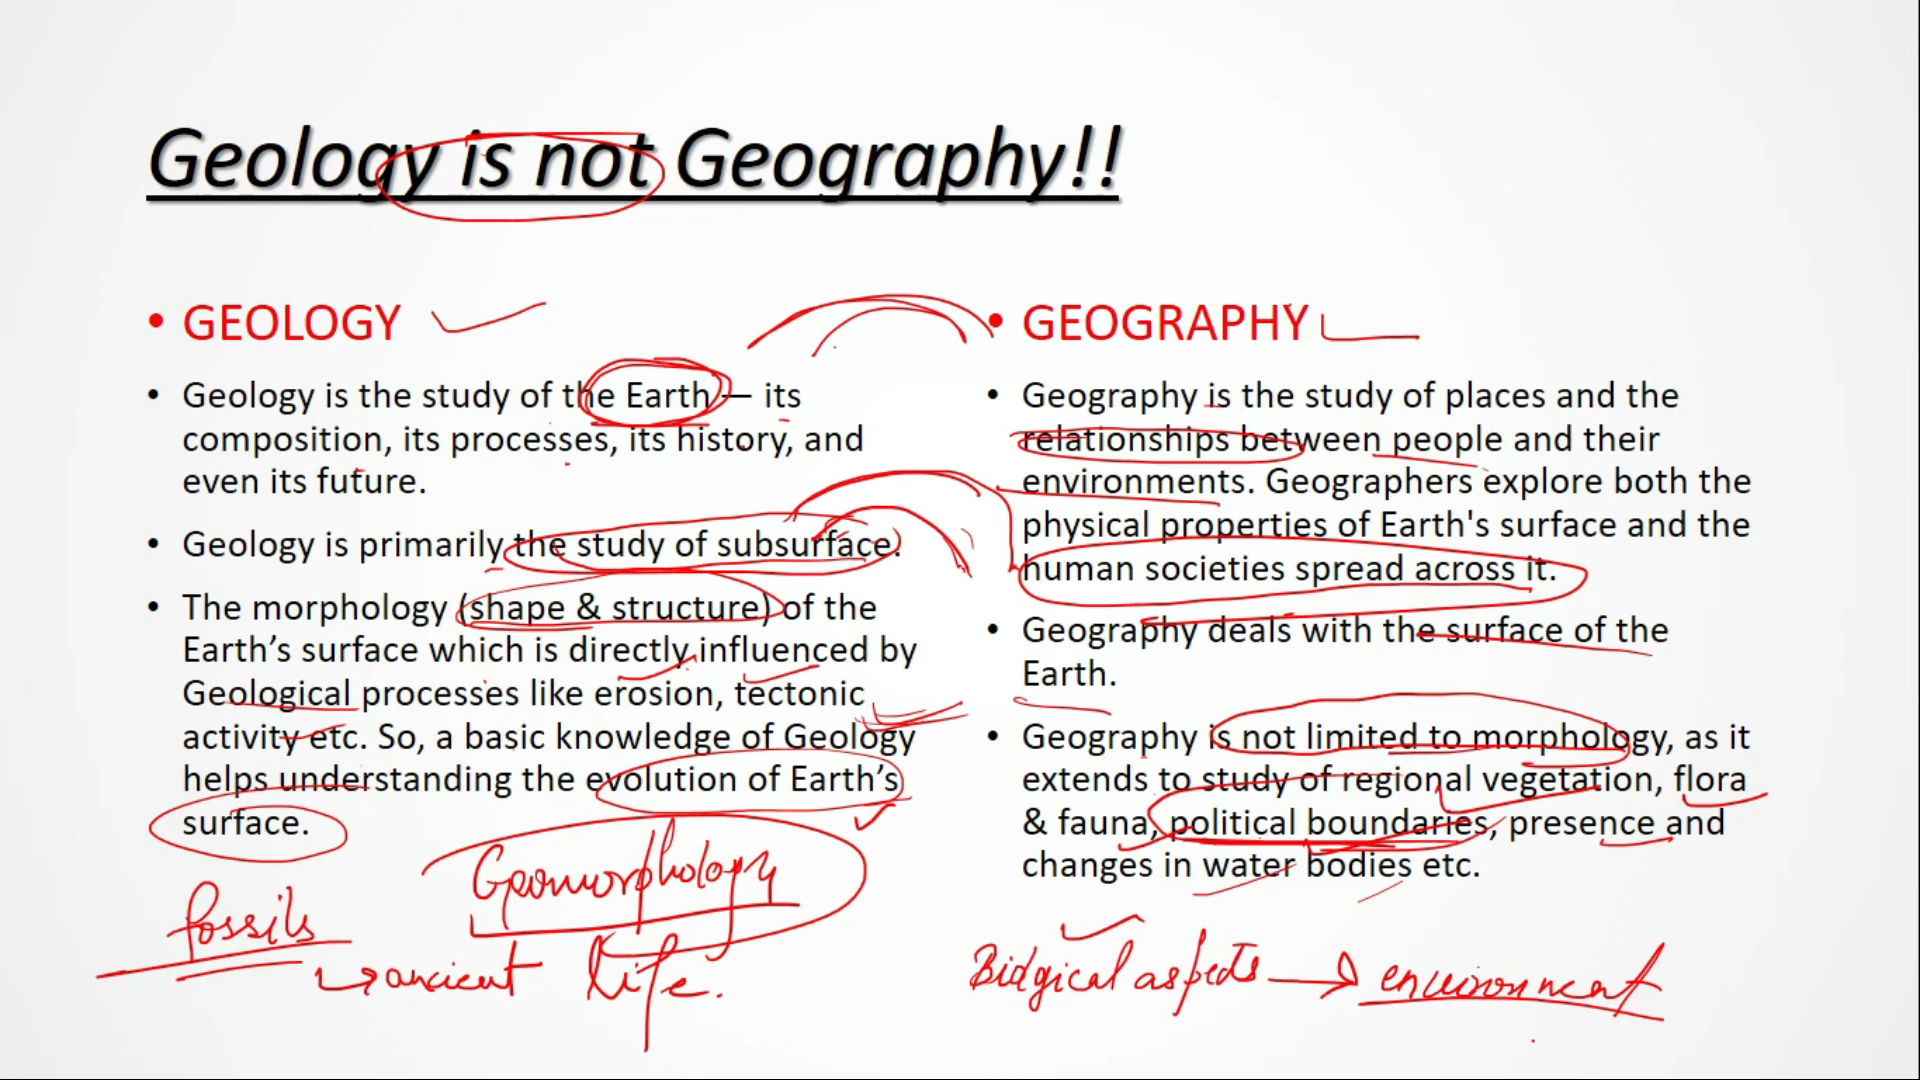 Geology is not Geography!!
• GEOLOGY
• Geology is the study of the Earth — its
composition, its processes, its history, and
even its future.
• Geology is primarily the study of subsurface.
• The morphology (shape & structure) of the
Earth’s surface which is directly influenced by
Geological processes like erosion, tectonic
activity etc. So, a basic knowledge of Geology
helps understanding the evolution of Earth’s
surface.
Geomorphology
fossils
ancient life.
• GEOGRAPHY
• Geography is the study of places and the
relationships between people and their
environments. Geographers explore both the
physical properties of Earth's surface and the
human societies spread across it.
• Geography deals with the surface of the
Earth.
• Geography is not limited to morphology, as it
extends to study of regional vegetation, flora
& fauna, political boundaries, presence and
changes in water bodies etc.
Biolgical aspects → environment